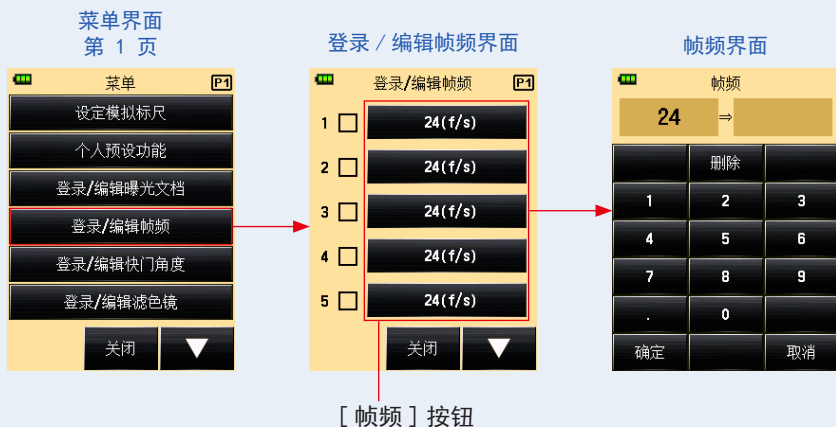 菜单界面
第 1 页
菜单
P1
设定模拟标尺
个人预设功能
登录/编辑曝光文档
登录/编辑帧频
登录/编辑快门角度
登录/编辑滤色镜
关闭
登录 / 编辑帧频界面
登录/编辑帧频
P1
1 24(f/s)
2 24(f/s)
3 24(f/s)
4 24(f/s)
5 24(f/s)
关闭
[ 帧频 ] 按钮
帧频界面
帧频
24 ⇒
删除
1 2 3
4 5 6
7 8 9
. 0
确定 取消